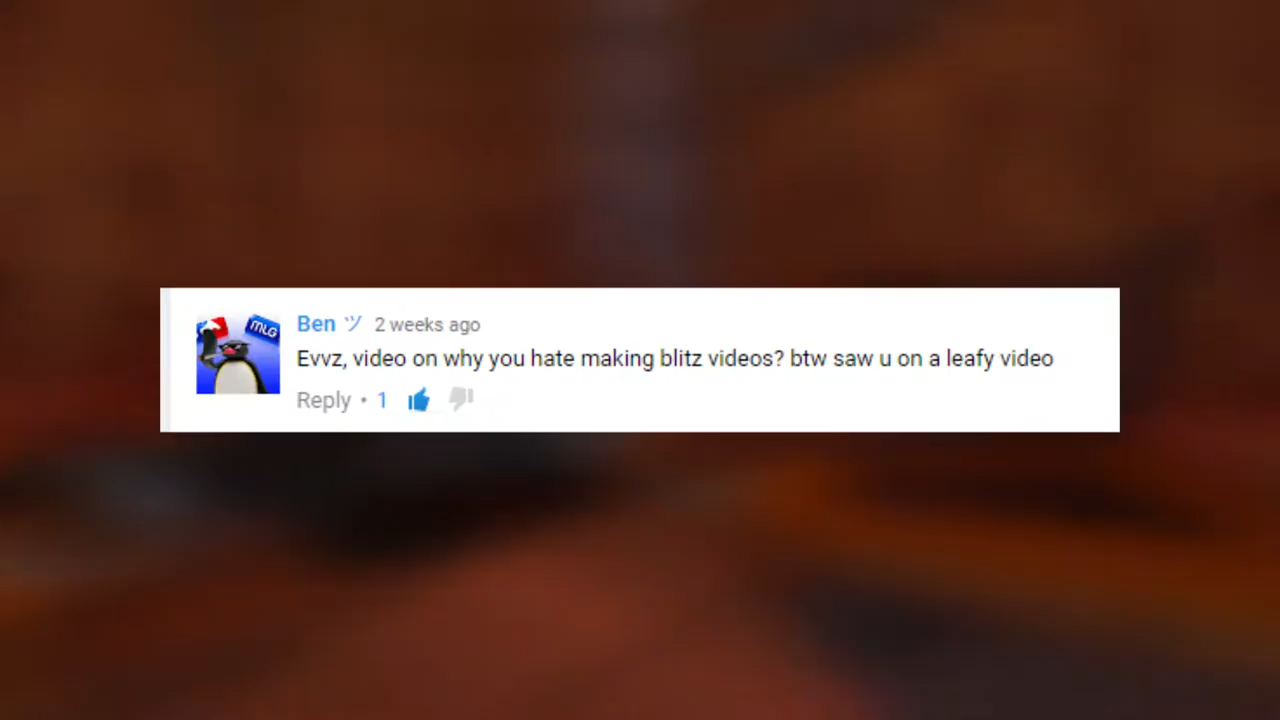 MLG
Ben ツ 2 weeks ago
Evvz, video on why you hate making blitz videos? btw saw u on a leafy video
Reply • 1